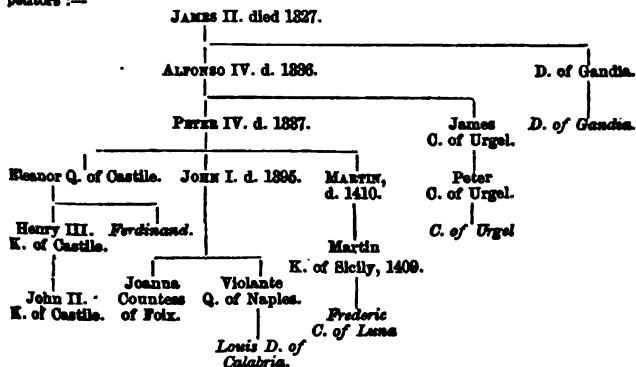 petitors :—
JAMES II. died 1327.
ALFONSO IV. d. 1336.
D. of Gandia.
PETER IV. d. 1387.
James
C. of Urgel.
D. of Gandia.
Eleanor Q. of Castile.
JOHN I. d. 1395.
MARTIN,
d. 1410.
Peter
C. of Urgel.
Henry III.
K. of Castile.
Ferdinand.
Martin
K. of Sicily, 1409.
C. of Urgel
John II.
K. of Castile.
Joanna
Countess
of Foix.
Violante
Q. of Naples.
Frederic
C. of Luna
Louis D. of
Calabria.